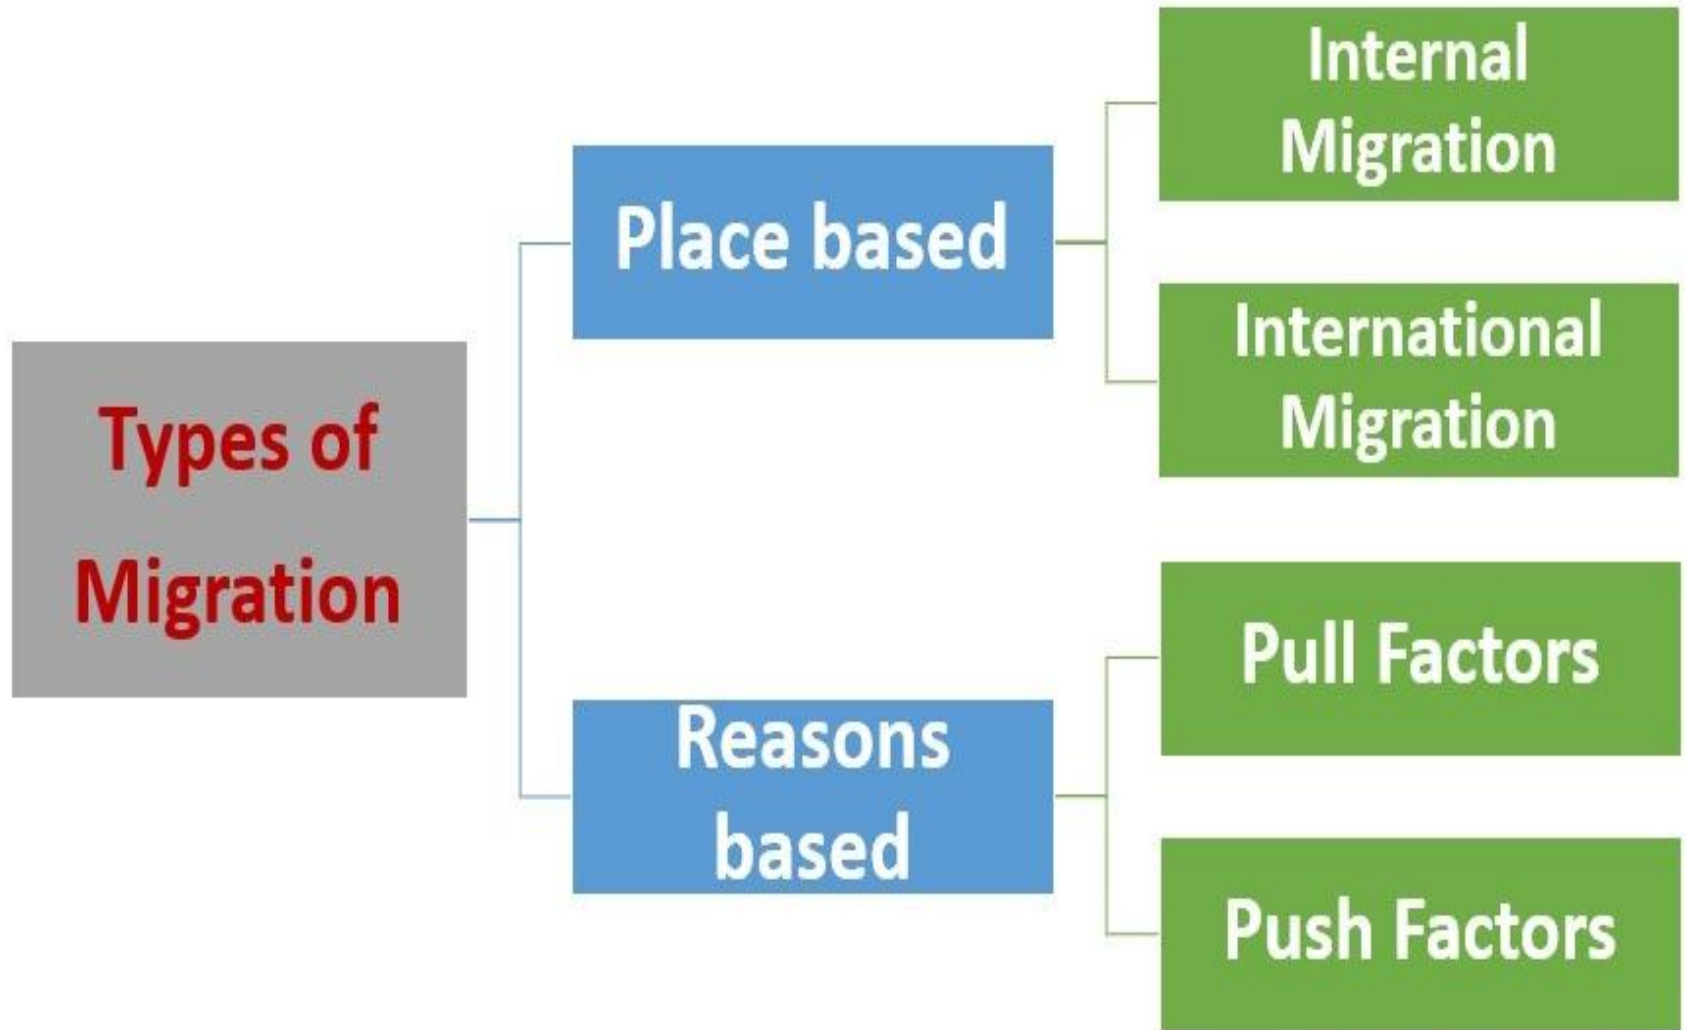 Types of
Migration
Place based
Internal
Migration
International
Migration
Reasons
based
Pull Factors
Push Factors